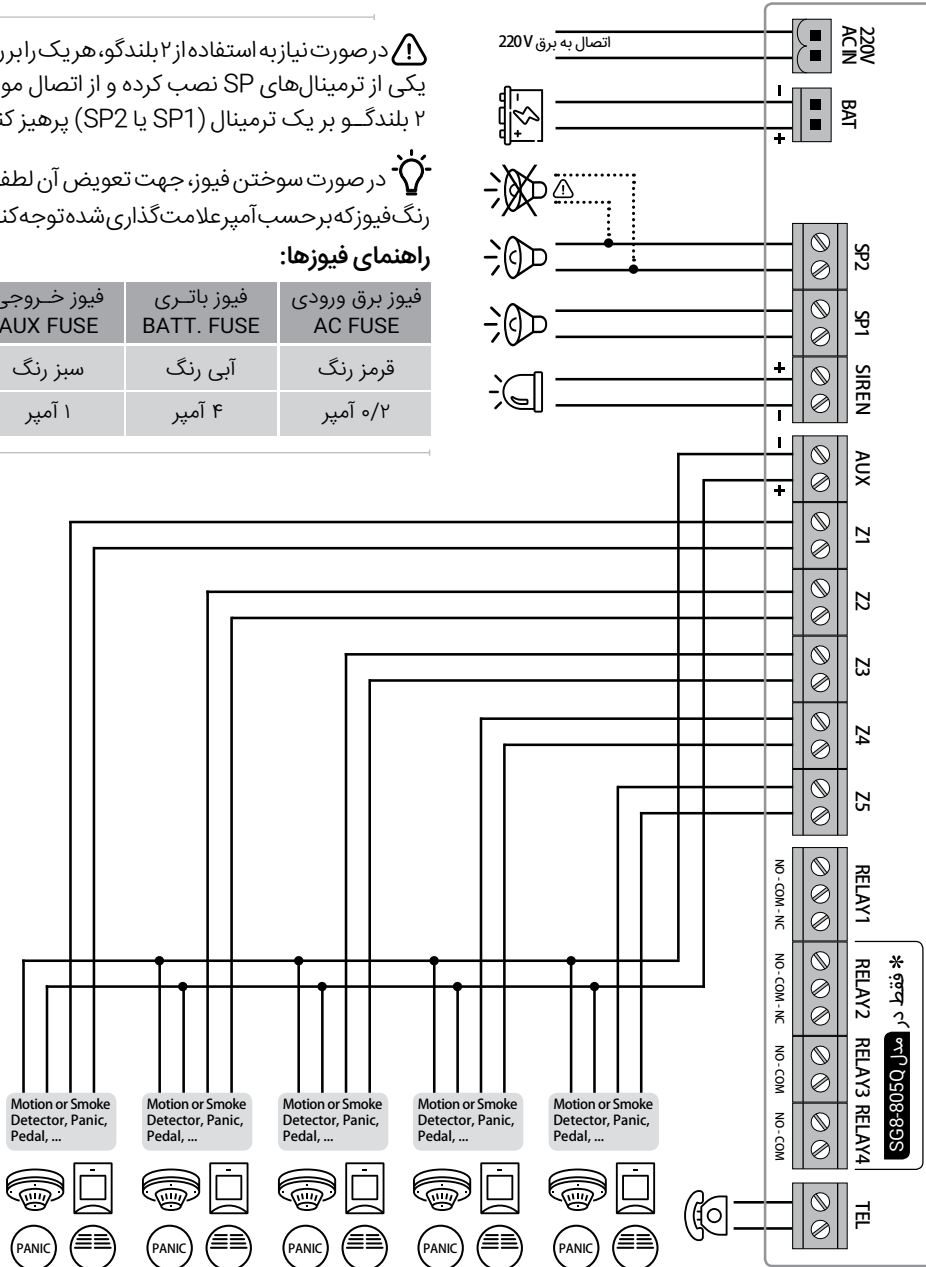 در صورت نیاز به استفاده از ۲ بلندگو، هر یک را بر
یکی از ترمینال‌های SP نصب کرده و از اتصال
۲ بلندگــو بر یک ترمینال (SP1 یا SP2) پرهیز
در صورت سوختن فیوز، جهت تعویض آن
رنگ فیوز که بر حسب آمپر علامت‌گذاری شده توجه
راهنمای فیوزها:
فیوز برق ورودی
AC FUSE
فیوز باتـری
BATT. FUSE
فیوز خـروجی
AUX FUSE
قرمز رنگ
آبی رنگ
سبز رنگ
۰/۲ آمپر
۴ آمپر
۱ آمپر
اتصال به برق 220 V
220V
AC IN
- BAT +
SP2
SP1
+ SIREN -
- AUX +
Z1
Z2
Z3
Z4
Z5
RELAY1
NO - COM - NC
RELAY2
NO - COM - NC
RELAY3
NO - COM
RELAY4
NO - COM
* فقط در مدل SG8-805Q
TEL
Motion or Smoke
Detector, Panic,
Pedal, ...
Motion or Smoke
Detector, Panic,
Pedal, ...
Motion or Smoke
Detector, Panic,
Pedal, ...
Motion or Smoke
Detector, Panic,
Pedal, ...
Motion or Smoke
Detector, Panic,
Pedal, ...
PANIC
PANIC
PANIC
PANIC
PANIC